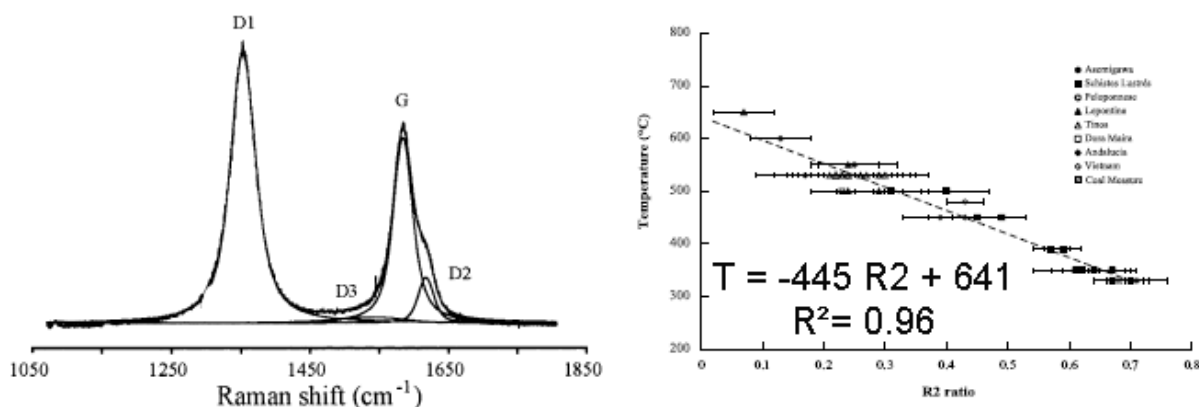 D1
G
D3
D2
1050
1250
1450
1650
1850
Raman shift (cm⁻¹)
800
700
600
500
400
300
200
Temperature (°C)
Asemigawa
Schistes Lustrés
Peloponnese
Lepontine
Tinos
Dora Maira
Andalucia
Vietnam
Coal Measure
T = -445 R2 + 641
R²= 0.96
0
0.1
0.2
0.3
0.4
0.5
0.6
0.7
0.8
R2 ratio